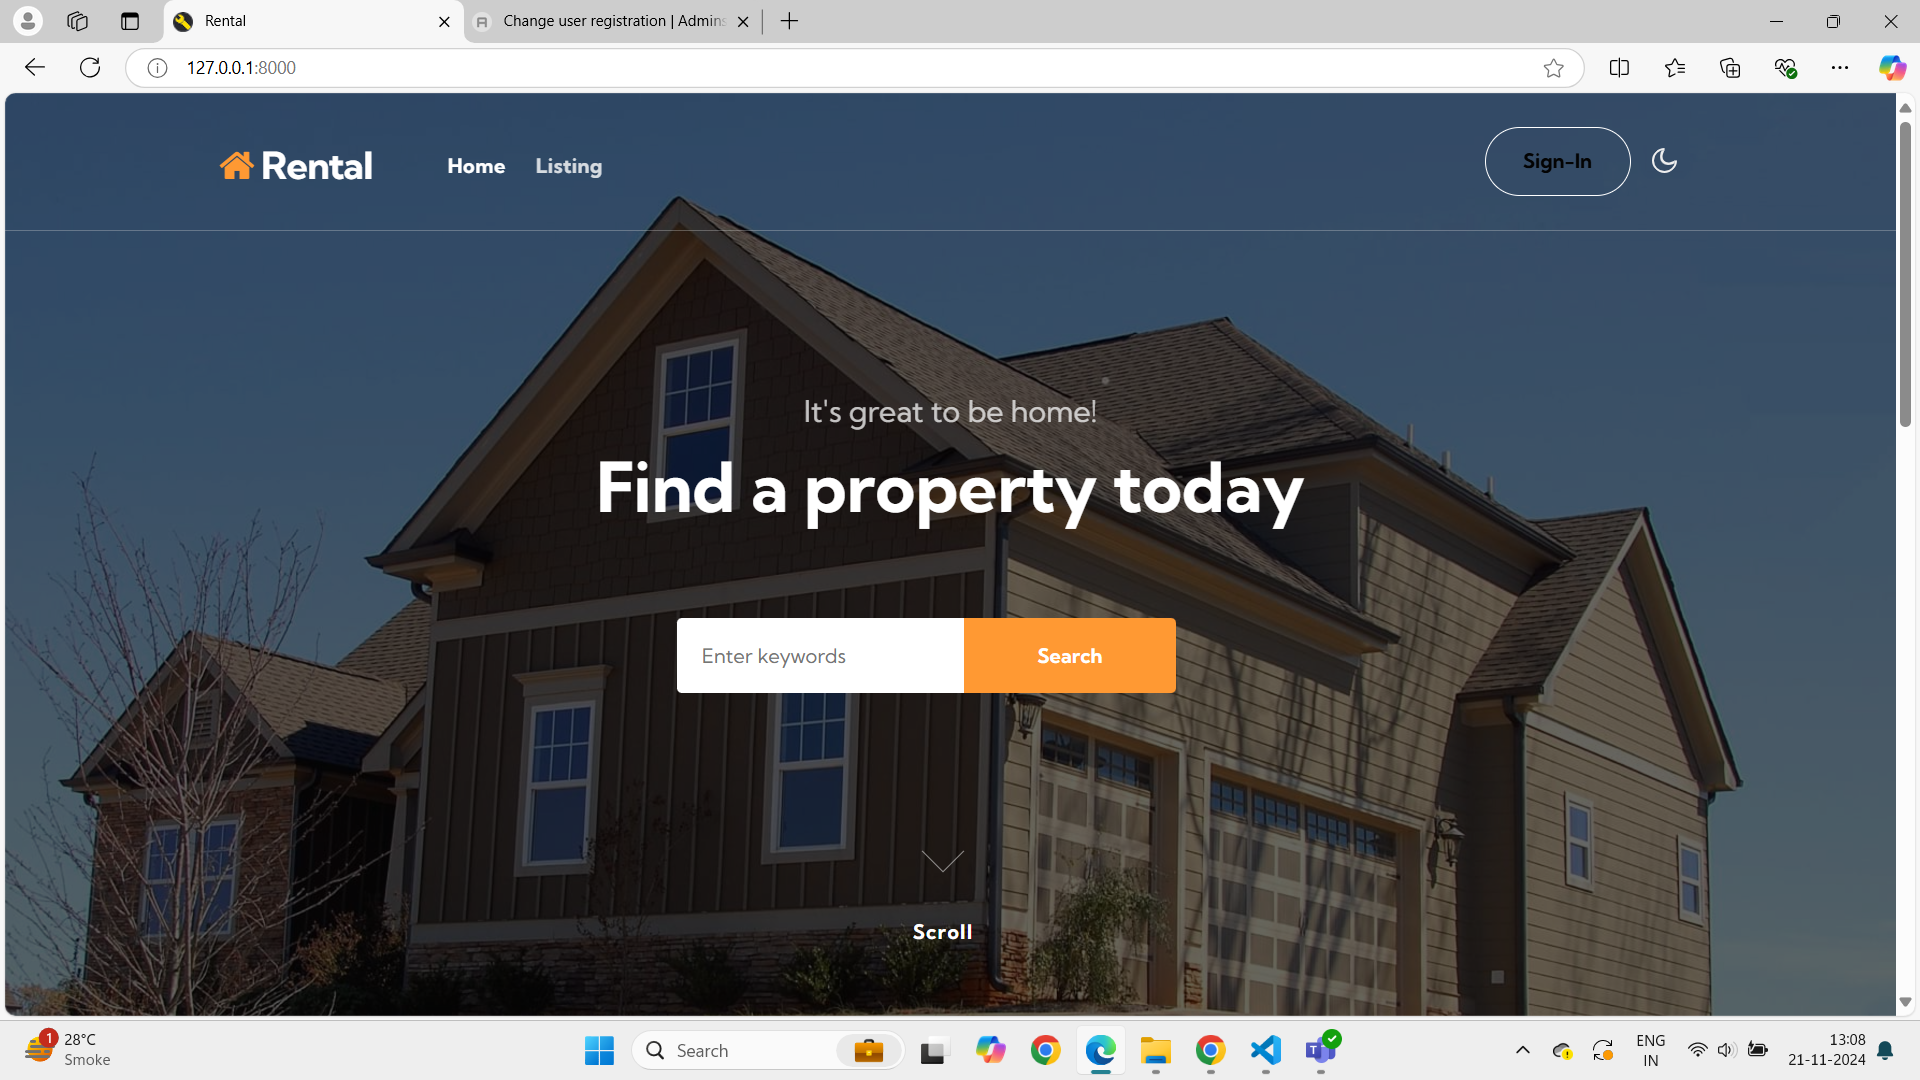 Rental
Change user registration | Admins
127.0.0.1:8000
Rental
Home
Listing
Sign-In
It's great to be home!
Find a property today
Enter keywords
Search
Scroll
1
28°C
Smoke
Search
ENG
IN
13:08
21-11-2024